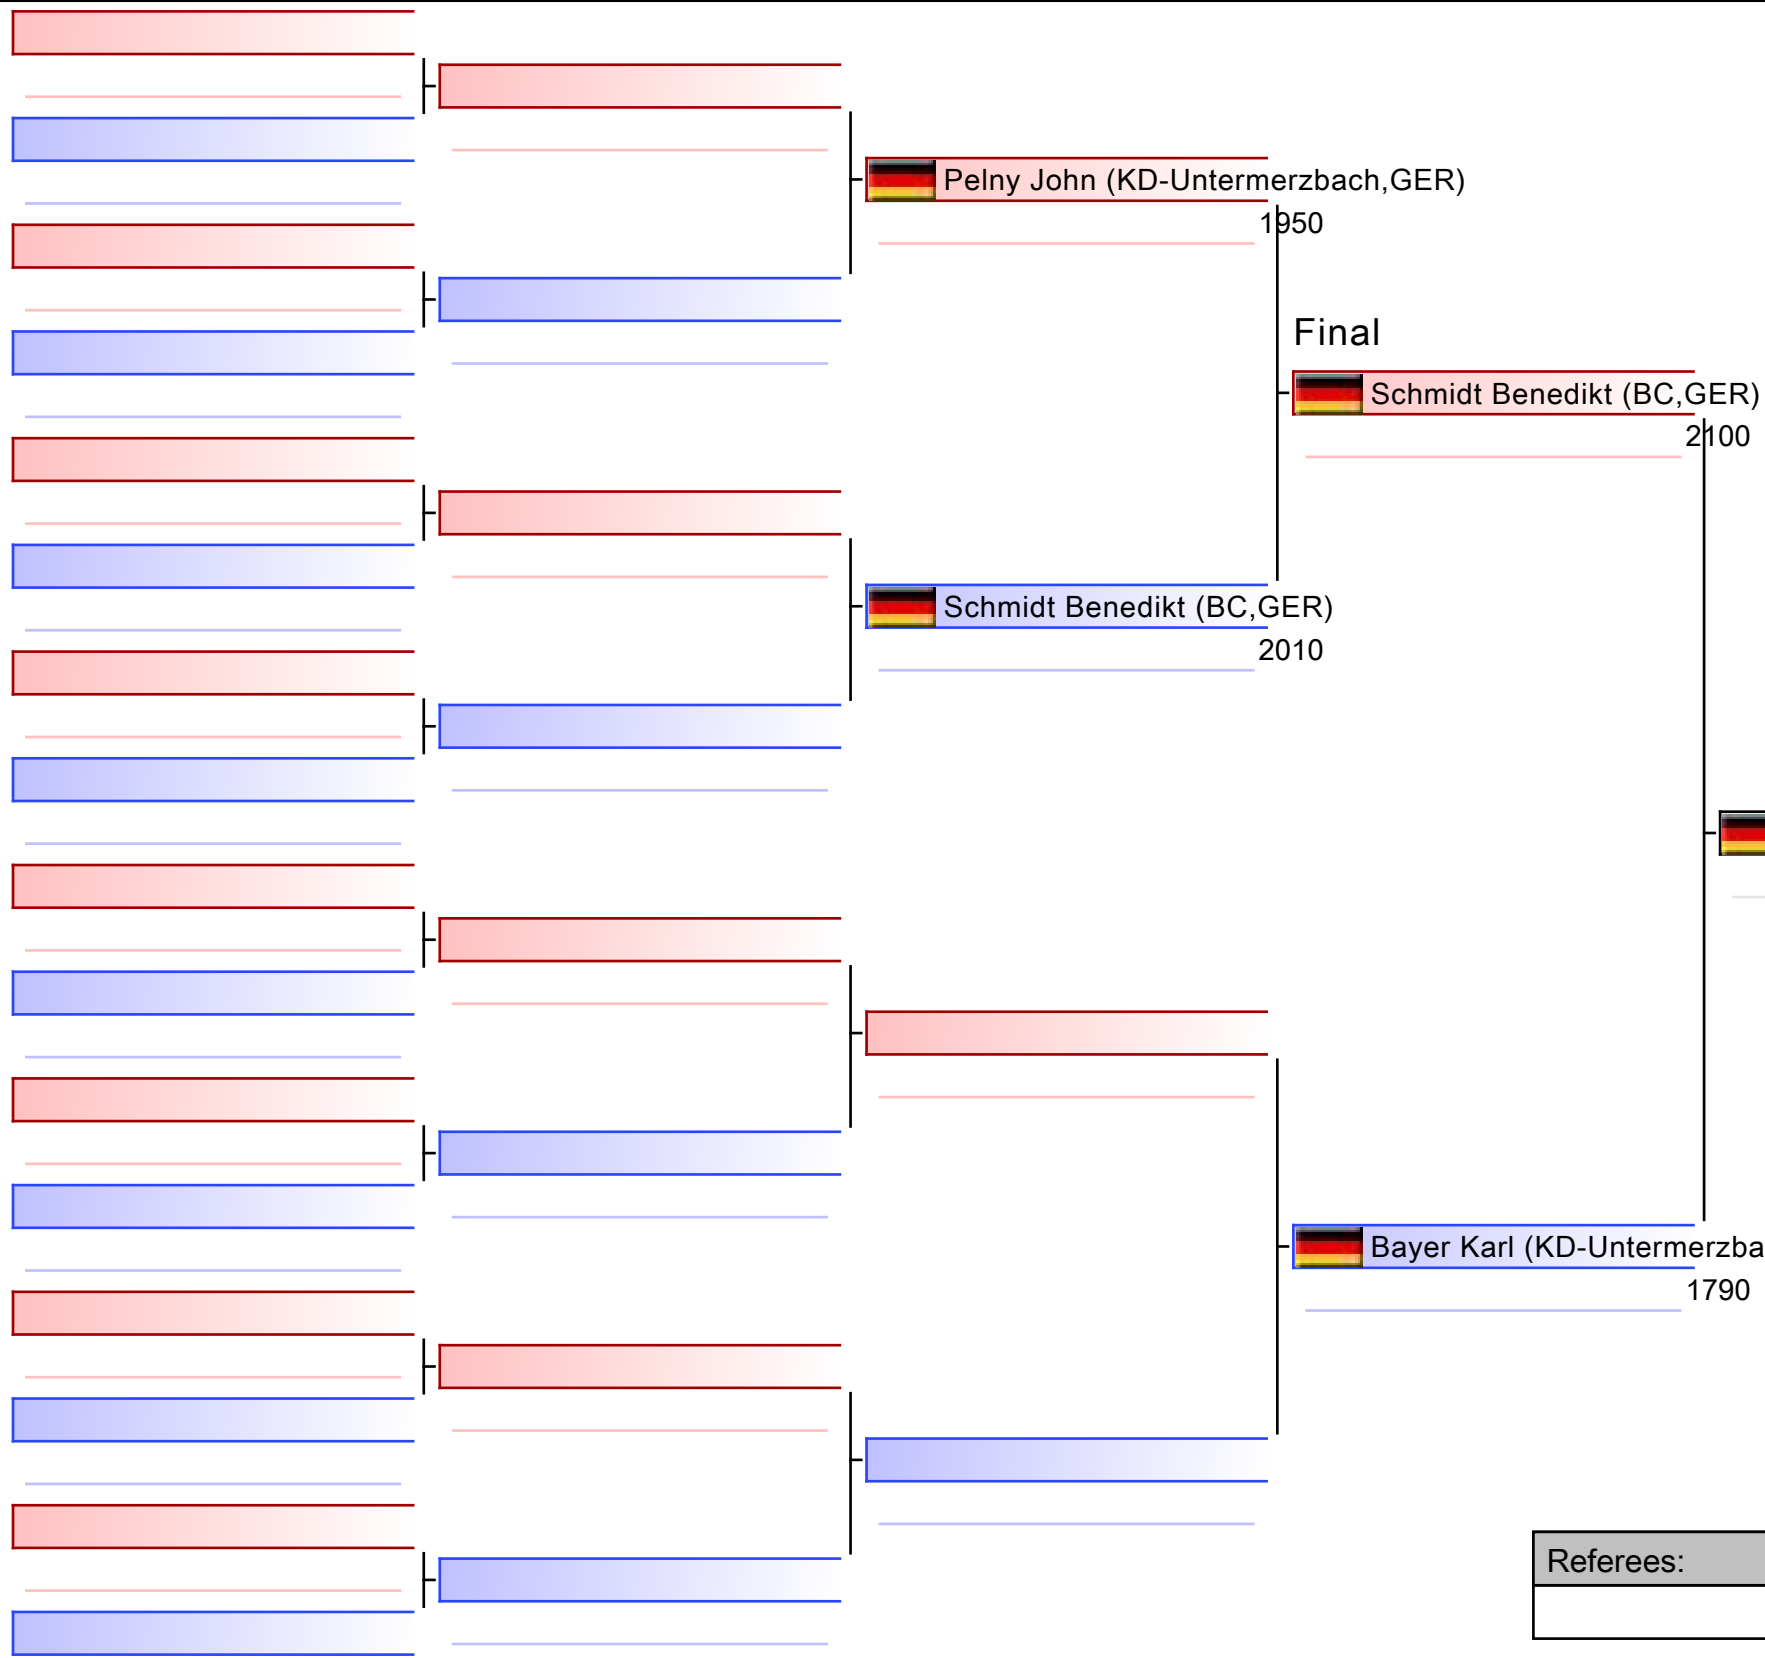 Pelny John (KD-Untermerzbach,GER)
1950
Final
Schmidt Benedikt (BC,GER)
2100
Schmidt Benedikt (BC,GER)
2010
Bayer Karl (KD-Untermerzba
1790
Referees: